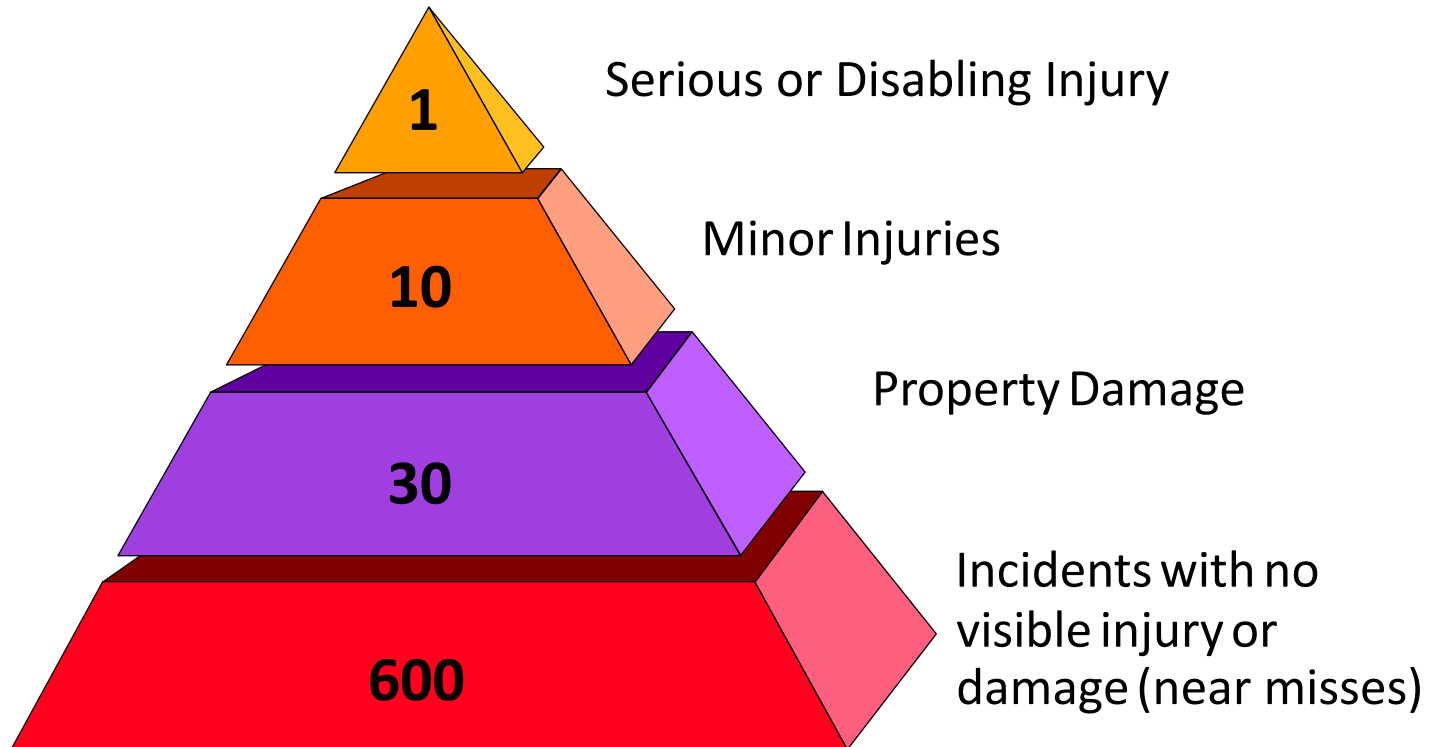 1
Serious or Disabling Injury
10
Minor Injuries
30
Property Damage
600
Incidents with no
visible injury or
damage (near misses)